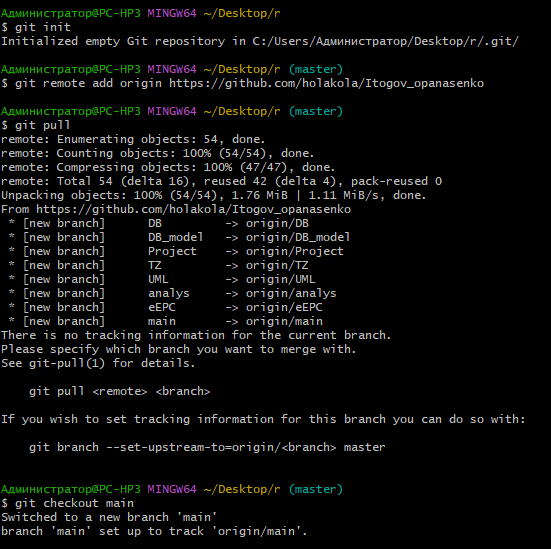 Администратор@PC-HP3 MINGW64 ~/Desktop/r
$ git init
Initialized empty Git repository in C:/Users/Администратор/Desktop/r/.git/
Администратор@PC-HP3 MINGW64 ~/Desktop/r (master)
$ git remote add origin https://github.com/holakola/Itogov_opanasenko
Администратор@PC-HP3 MINGW64 ~/Desktop/r (master)
$ git pull
remote: Enumerating objects: 54, done.
remote: Counting objects: 100% (54/54), done.
remote: Compressing objects: 100% (47/47), done.
remote: Total 54 (delta 16), reused 42 (delta 4), pack-reused 0
Unpacking objects: 100% (54/54), 1.76 MiB | 1.11 MiB/s, done.
From https://github.com/holakola/Itogov_opanasenko
 * [new branch]      DB         -> origin/DB
 * [new branch]      DB_model   -> origin/DB_model
 * [new branch]      Project    -> origin/Project
 * [new branch]      TZ         -> origin/TZ
 * [new branch]      UML        -> origin/UML
 * [new branch]      analys     -> origin/analys
 * [new branch]      eEPC       -> origin/eEPC
 * [new branch]      main       -> origin/main
There is no tracking information for the current branch.
Please specify which branch you want to merge with.
See git-pull(1) for details.
    git pull <remote> <branch>
If you wish to set tracking information for this branch you can do so with:
    git branch --set-upstream-to=origin/<branch> master
Администратор@PC-HP3 MINGW64 ~/Desktop/r (master)
$ git checkout main
Switched to a new branch 'main'
branch 'main' set up to track 'origin/main'.